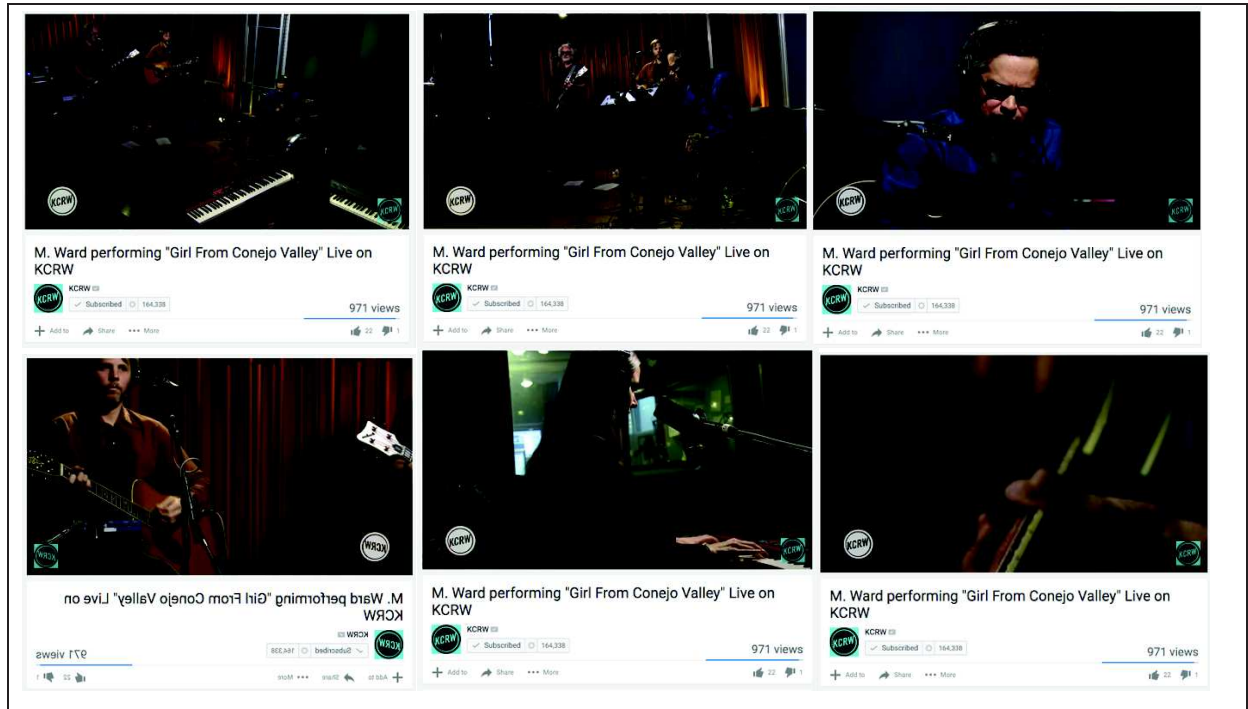 KCRW
KCRW
M. Ward performing "Girl From Conejo Valley" Live on
KCRW
KCRW
KCRW
Subscribed 164,338
971 views
Add to Share More
22 1
KCRW
KCRW
M. Ward performing "Girl From Conejo Valley" Live on
KCRW
KCRW
KCRW
Subscribed 164,338
971 views
Add to Share More
22 1
KCRW
KCRW
M. Ward performing "Girl From Conejo Valley" Live on
KCRW
KCRW
KCRW
Subscribed 164,338
971 views
Add to Share More
22 1
KCRW
KCRW
M. Ward performing "Girl From Conejo Valley" Live on
KCRW
KCRW
KCRW
Subscribed 164,338
971 views
Add to Share More
22 1
KCRW
KCRW
M. Ward performing "Girl From Conejo Valley" Live on
KCRW
KCRW
KCRW
Subscribed 164,338
971 views
Add to Share More
22 1
KCRW
KCRW
M. Ward performing "Girl From Conejo Valley" Live on
KCRW
KCRW
KCRW
Subscribed 164,338
971 views
Add to Share More
22 1